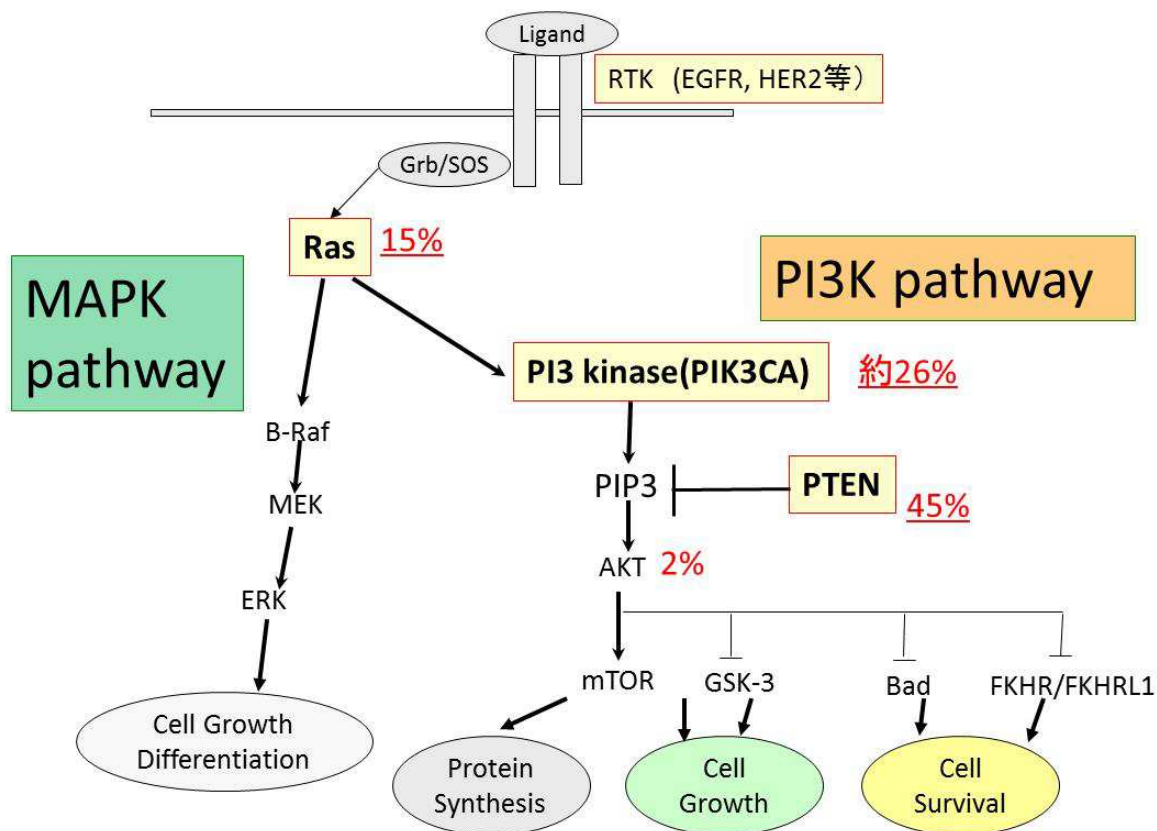 Ligand
RTK (EGFR, HER2等）
Grb/SOS
Ras
15%
MAPK
pathway
PI3K pathway
PI3 kinase(PIK3CA)
約26%
B-Raf
PIP3
PTEN
45%
MEK
AKT
2%
ERK
mTOR
GSK-3
Bad
FKHR/FKHRL1
Cell Growth
Differentiation
Protein
Synthesis
Cell
Growth
Cell
Survival